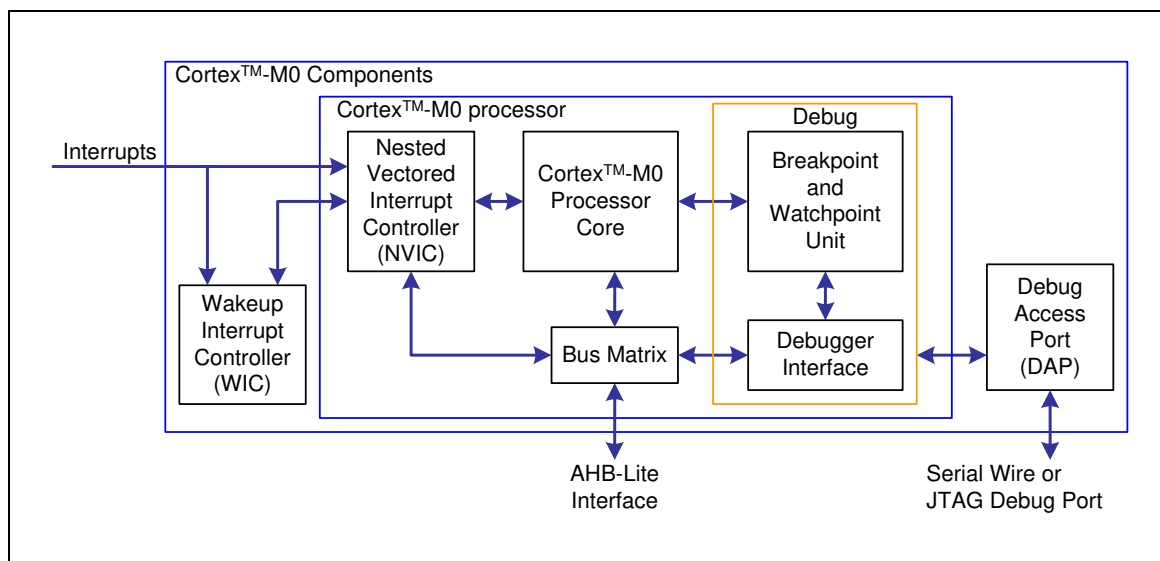 Cortex™-M0 Components
Cortex™-M0 processor
Debug
Interrupts
Nested
Vectored
Interrupt
Controller
(NVIC)
Cortex™-M0
Processor
Core
Breakpoint
and
Watchpoint
Unit
Wakeup
Interrupt
Controller
(WIC)
Bus Matrix
Debugger
Interface
Debug
Access
Port
(DAP)
AHB-Lite
Interface
Serial Wire or
JTAG Debug Port